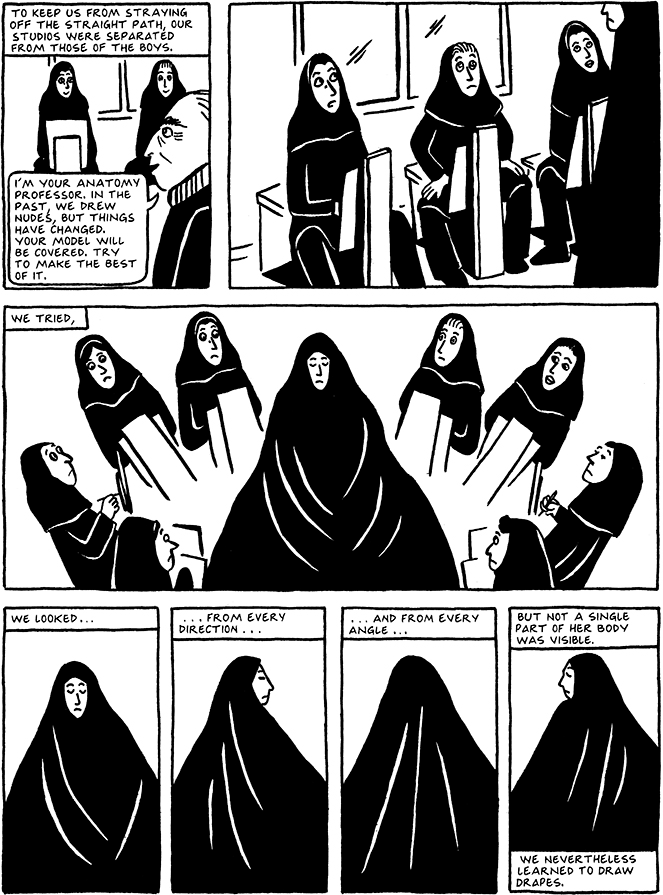 TO KEEP US FROM STRAYING
OFF THE STRAIGHT PATH, OUR
STUDIOS WERE SEPARATED
FROM THOSE OF THE BOYS.
I'M YOUR ANATOMY
PROFESSOR. IN THE
PAST, WE DREW
NUDES, BUT THINGS
HAVE CHANGED.
YOUR MODEL WILL
BE COVERED. TRY
TO MAKE THE BEST
OF IT.
WE TRIED,
WE LOOKED...
...FROM EVERY
DIRECTION...
...AND FROM EVERY
ANGLE...
BUT NOT A SINGLE
PART OF HER BODY
WAS VISIBLE.
WE NEVERTHELESS
LEARNED TO DRAW
DRAPES.